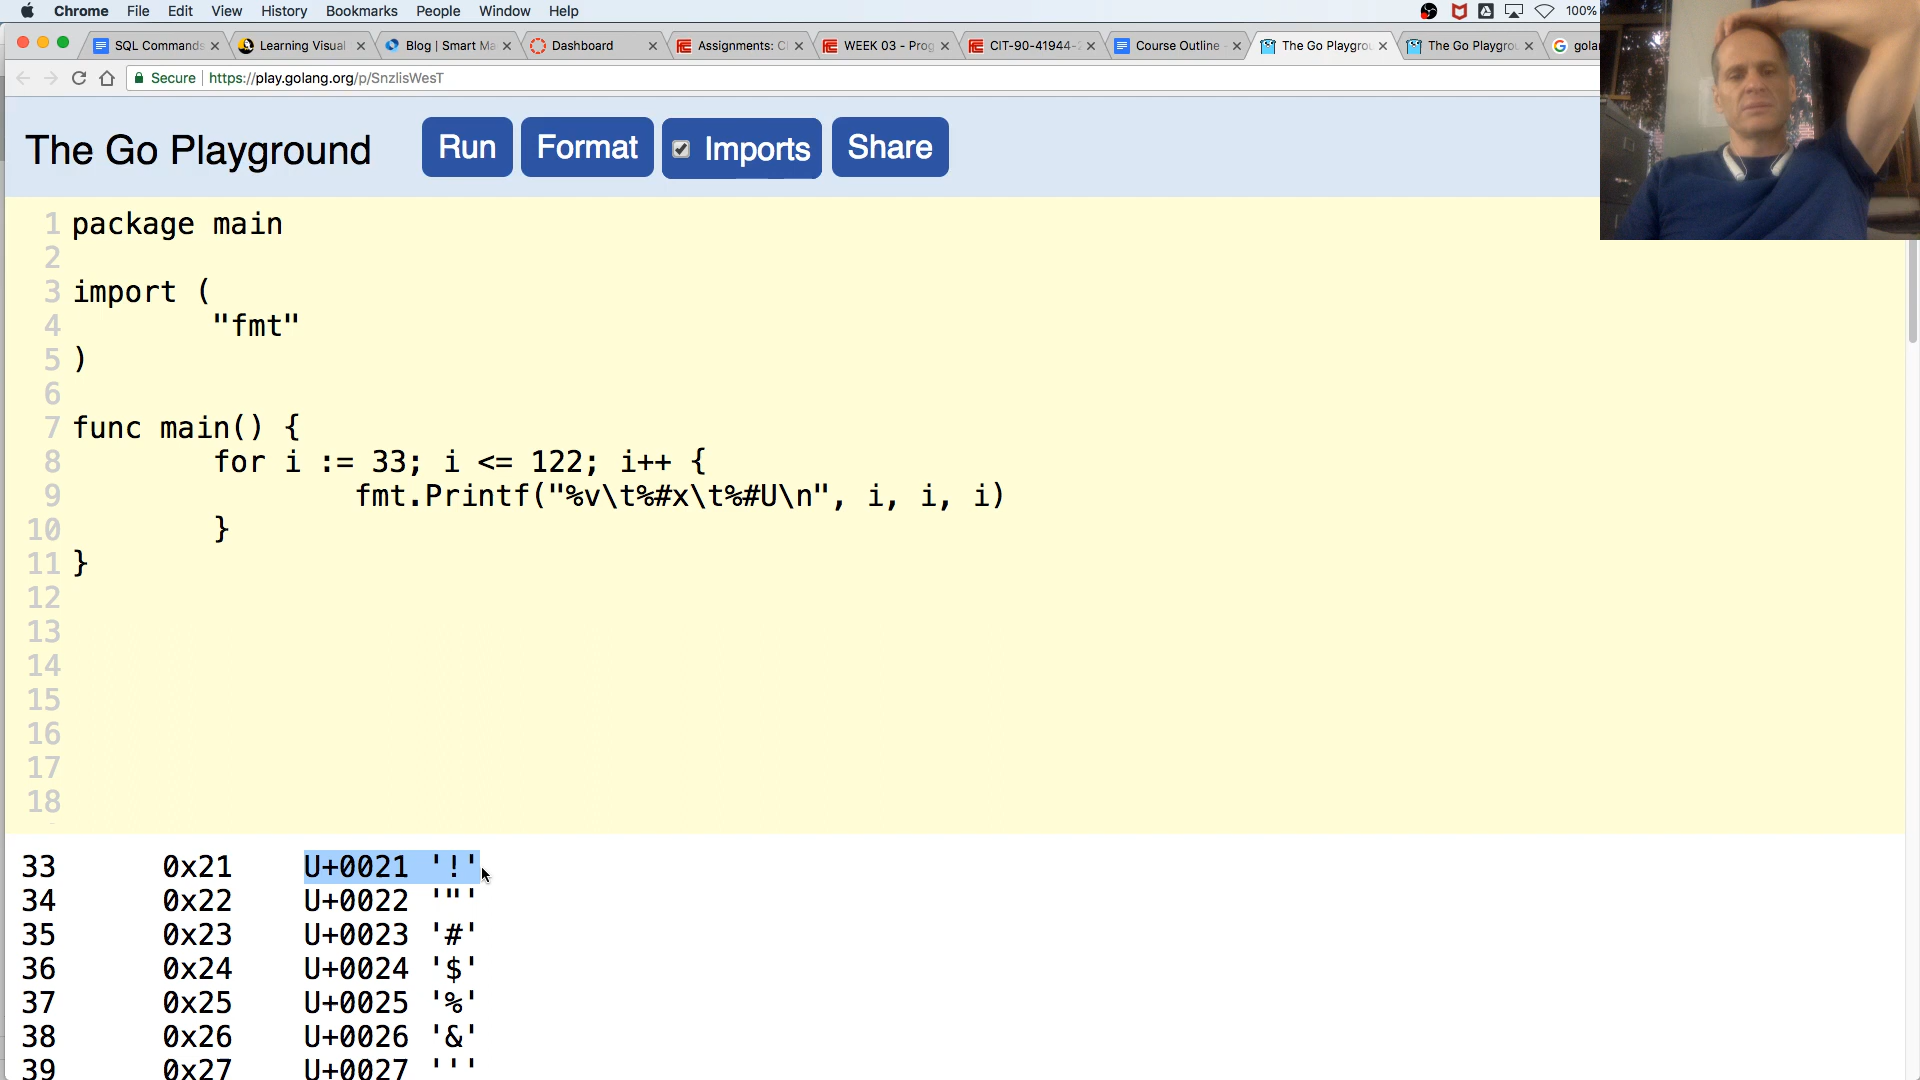 Chrome File Edit View History Bookmarks People Window Help 100%
SQL Commands Learning Visual Blog | Smart Ma Dashboard Assignments: C WEEK 03 - Prog CIT-90-41944-2 Course Outline The Go Playgrou The Go Playgrou gola
Secure https://play.golang.org/p/SnzlisWesT
The Go Playground Run Format Imports Share
1 package main
2
3 import (
4 "fmt"
5 )
6
7 func main() {
8 for i := 33; i <= 122; i++ {
9 fmt.Printf("%v\t%#x\t%#U\n", i, i, i)
10 }
11 }
12
13
14
15
16
17
18
33 0x21 U+0021 '!'
34 0x22 U+0022 '"'
35 0x23 U+0023 '#'
36 0x24 U+0024 '$'
37 0x25 U+0025 '%'
38 0x26 U+0026 '&'
39 0x27 U+0027 '''